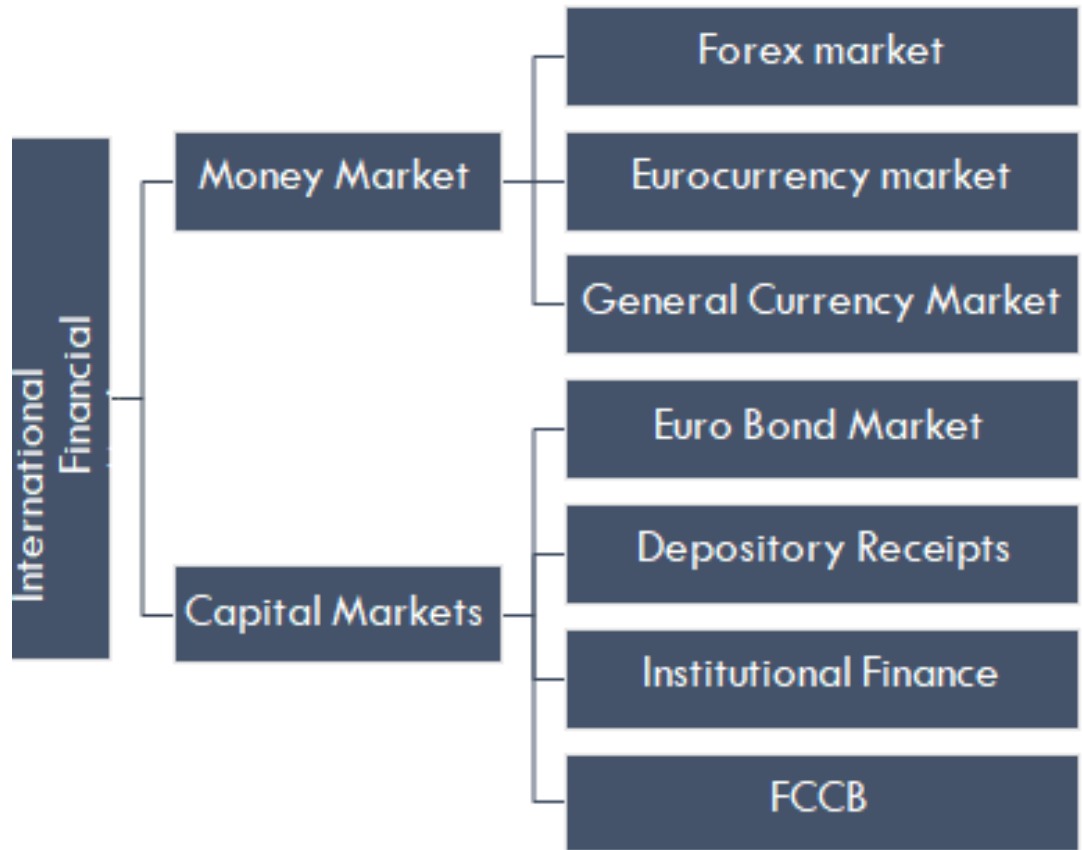 International
Financial
Money Market
Forex market
Eurocurrency market
General Currency Market
Capital Markets
Euro Bond Market
Depository Receipts
Institutional Finance
FCCB